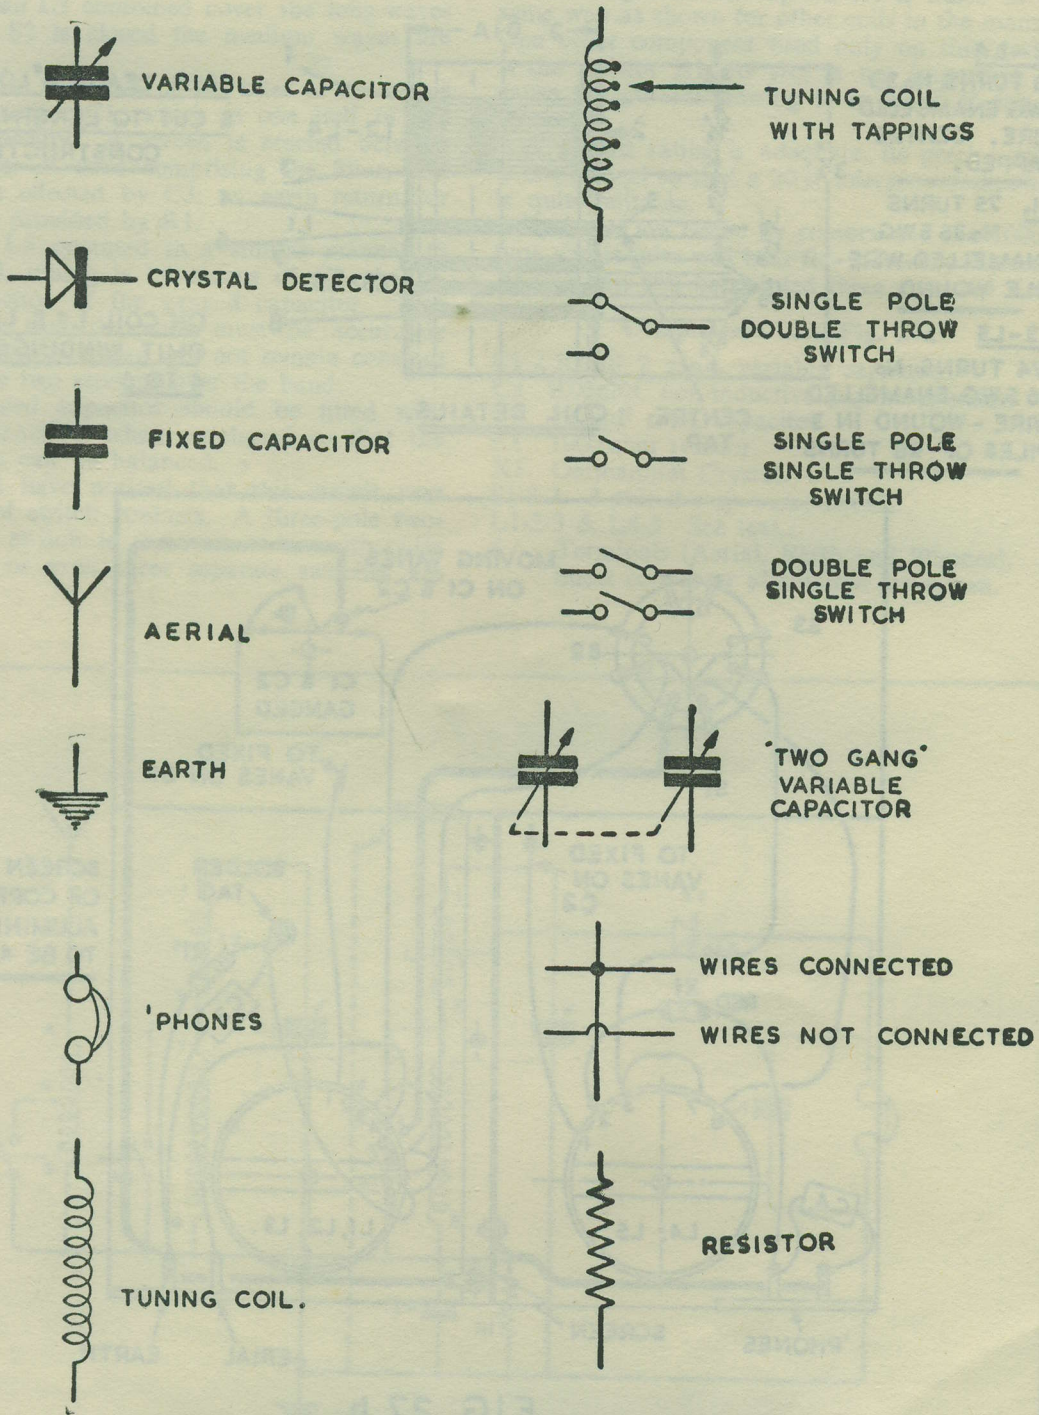 VARIABLE CAPACITOR
CRYSTAL DETECTOR
FIXED CAPACITOR
AERIAL
EARTH
'PHONES
TUNING COIL.
TUNING COIL
WITH TAPPINGS
SINGLE POLE
DOUBLE THROW
SWITCH
SINGLE POLE
SINGLE THROW
SWITCH
DOUBLE POLE
SINGLE THROW
SWITCH
'TWO GANG'
VARIABLE
CAPACITOR
WIRES CONNECTED
WIRES NOT CONNECTED
RESISTOR